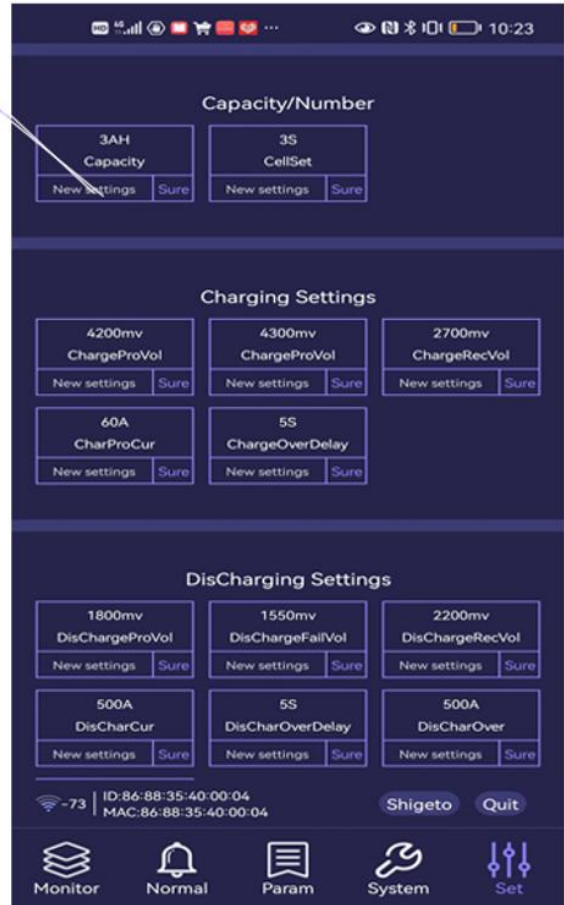 HD 4G ... 10:23
Capacity/Number
3AH 3S
Capacity CellSet
New settings Sure New settings Sure
Charging Settings
4200mv 4300mv 2700mv
ChargeProVol ChargeProVol ChargeRecVol
New settings Sure New settings Sure New settings Sure
60A 5S
CharProCur ChargeOverDelay
New settings Sure New settings Sure
DisCharging Settings
1800mv 1550mv 2200mv
DisChargeProVol DisChargeFailVol DisChargeRecVol
New settings Sure New settings Sure New settings Sure
500A 5S 500A
DisCharCur DisCharOverDelay DisCharOver
New settings Sure New settings Sure New settings Sure
-73 ID:86:88:35:40:00:04 Shigeto Quit
MAC:86:88:35:40:00:04
Monitor Normal Param System Set